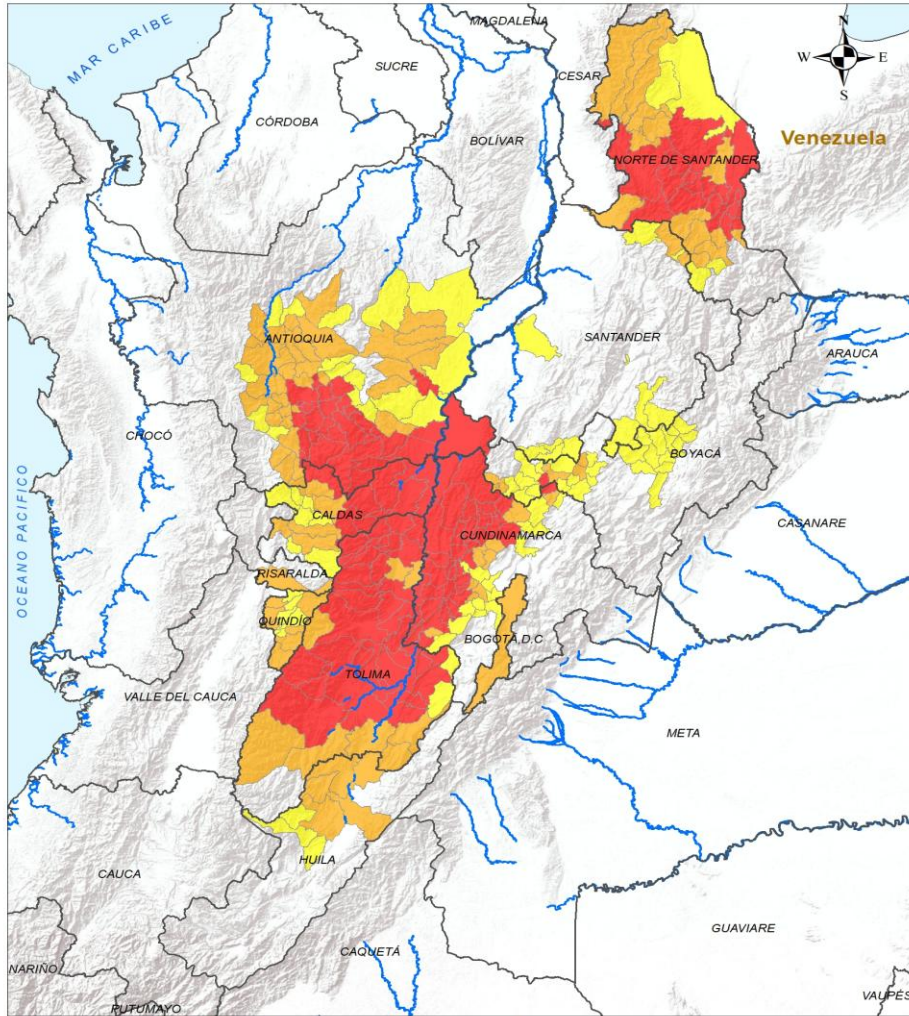 MAR CARIBE
MAGDALENA
N
W
E
S
SUCRE
CESAR
CÓRDOBA
BOLÍVAR
Venezuela
NORTE DE SANTANDER
ANTIOQUIA
SANTANDER
ARAUCA
CHOCÓ
BOYACÁ
OCEANO PACIFICO
CALDAS
CUNDINAMARCA
CASANARE
RISARALDA
QUINDÍO
BOGOTÁ D.C
TOLIMA
VALLE DEL CAUCA
META
HUILA
CAUCA
GUAVIARE
CAQUETÁ
NARIÑO
PUTUMAYO
VAUPÉS